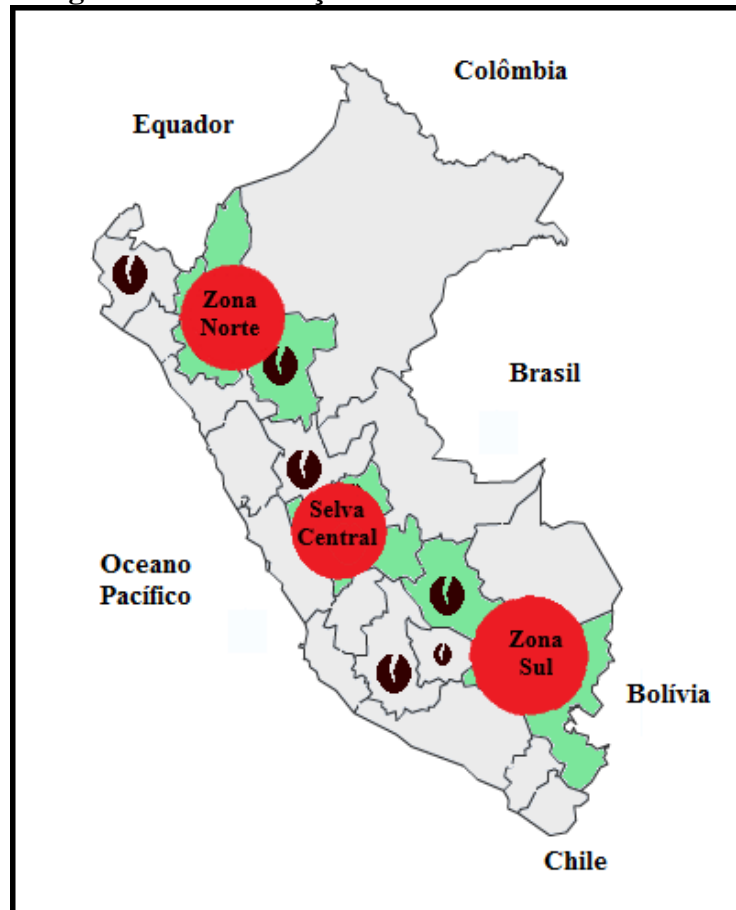 Colômbia
Equador
Zona
Norte
Brasil
Selva
Central
Oceano
Pacífico
Zona
Sul
Bolívia
Chile